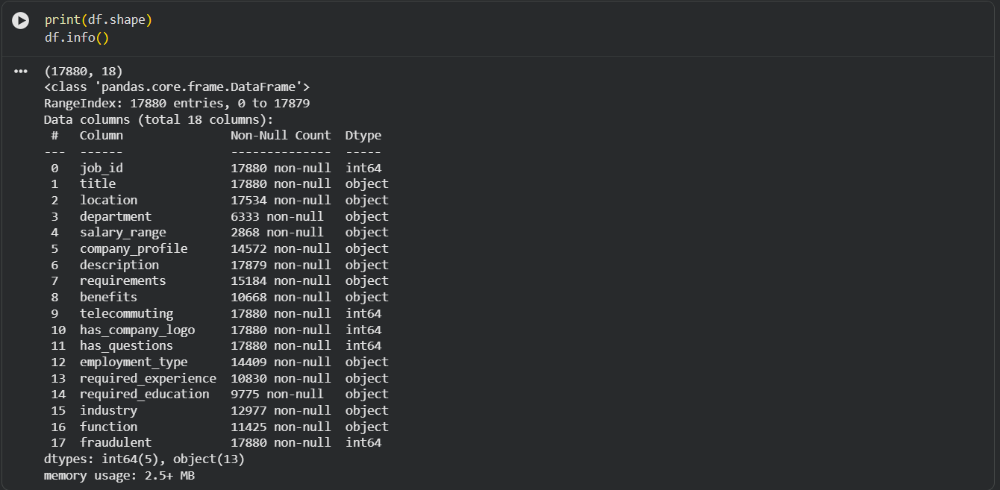 print(df.shape)
df.info()
(17880, 18)
<class 'pandas.core.frame.DataFrame'>
RangeIndex: 17880 entries, 0 to 17879
Data columns (total 18 columns):
 #   Column               Non-Null Count  Dtype
---  ------               --------------  -----
 0   job_id               17880 non-null  int64
 1   title                17880 non-null  object
 2   location             17534 non-null  object
 3   department           6333 non-null   object
 4   salary_range         2868 non-null   object
 5   company_profile      14572 non-null  object
 6   description          17879 non-null  object
 7   requirements         15184 non-null  object
 8   benefits             10668 non-null  object
 9   telecommuting        17880 non-null  int64
 10  has_company_logo     17880 non-null  int64
 11  has_questions        17880 non-null  int64
 12  employment_type      14409 non-null  object
 13  required_experience  10830 non-null  object
 14  required_education   9775 non-null   object
 15  industry             12977 non-null  object
 16  function             11425 non-null  object
 17  fraudulent           17880 non-null  int64
dtypes: int64(5), object(13)
memory usage: 2.5+ MB